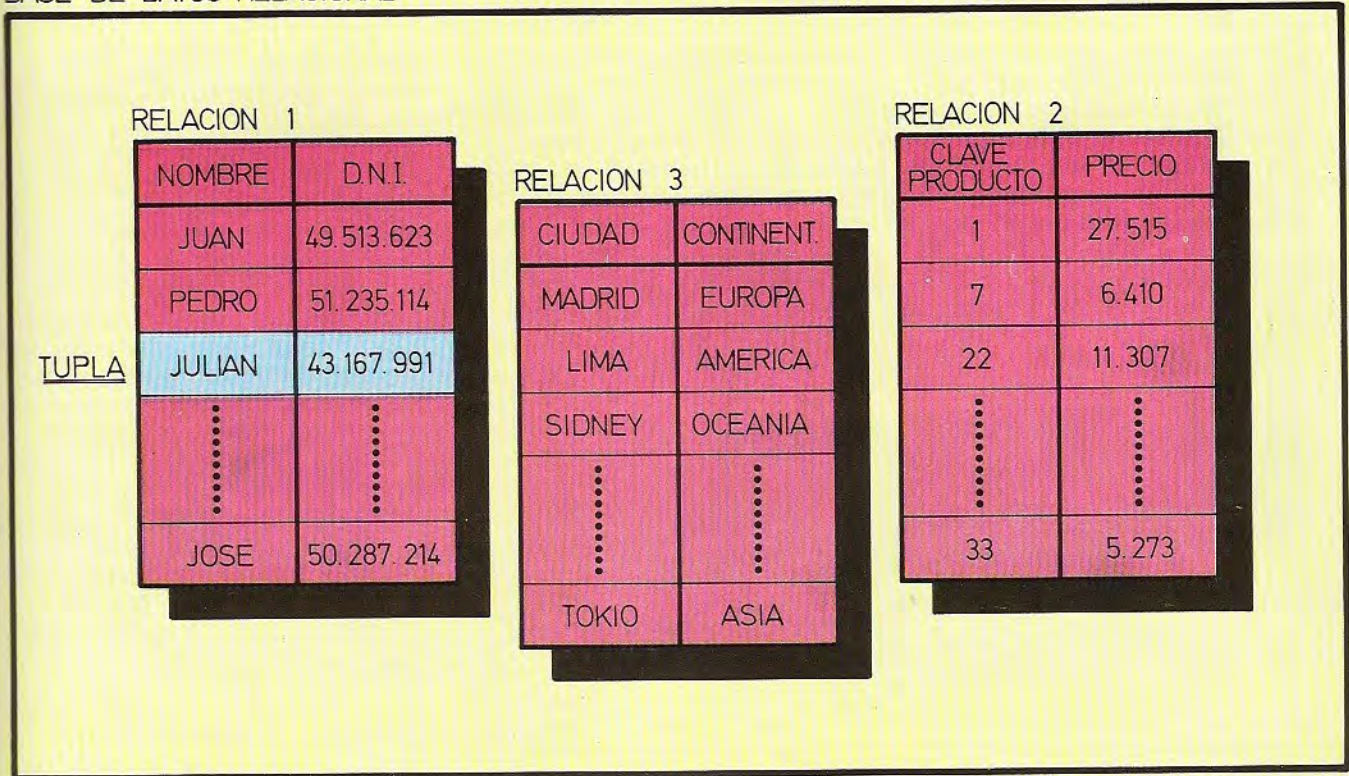 RELACION 1
NOMBRE D.N.I.
JUAN 49.513.623
PEDRO 51.235.114
TUPLA JULIAN 43.167.991
JOSE 50.287.214
RELACION 3
CIUDAD CONTINENT.
MADRID EUROPA
LIMA AMERICA
SIDNEY OCEANIA
TOKIO ASIA
RELACION 2
CLAVE PRODUCTO PRECIO
1 27.515
7 6.410
22 11.307
33 5.273